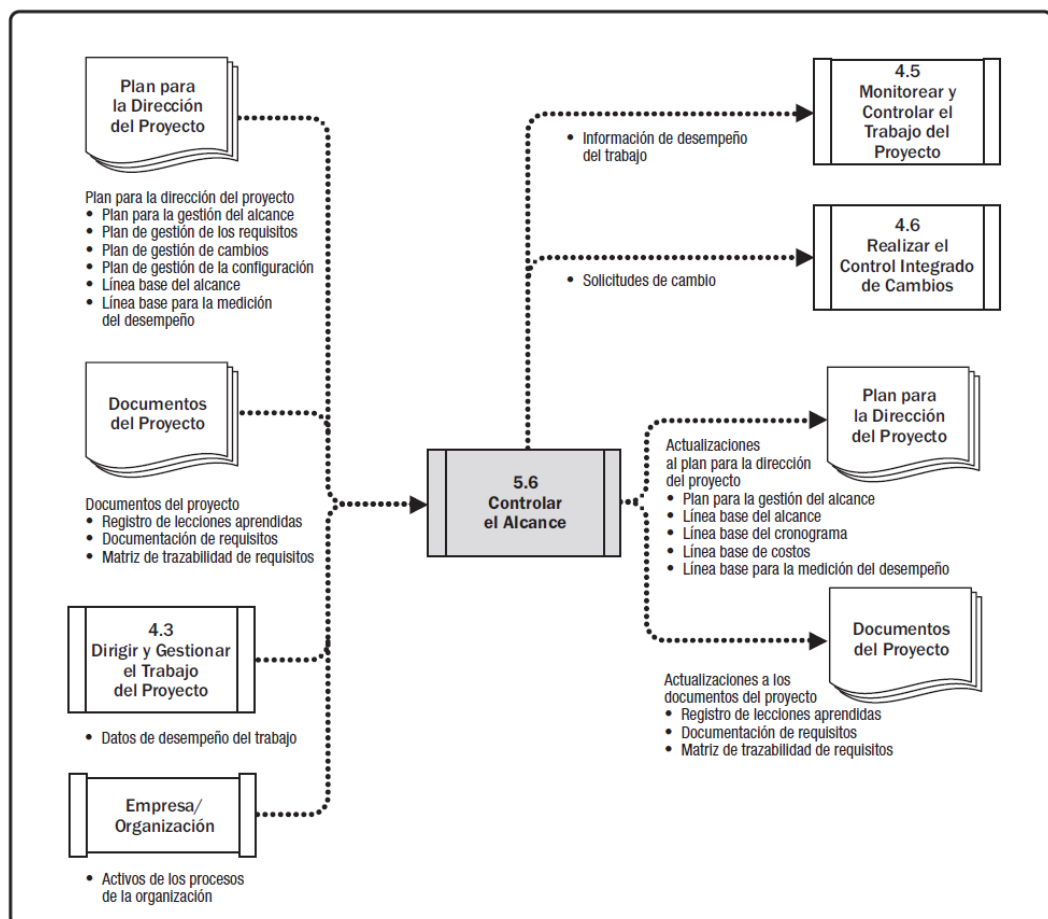 Plan para
la Dirección
del Proyecto
Plan para la dirección del proyecto
• Plan para la gestión del alcance
• Plan de gestión de los requisitos
• Plan de gestión de cambios
• Plan de gestión de la configuración
• Línea base del alcance
• Línea base para la medición
del desempeño
Documentos
del Proyecto
Documentos del proyecto
• Registro de lecciones aprendidas
• Documentación de requisitos
• Matriz de trazabilidad de requisitos
4.3
Dirigir y Gestionar
el Trabajo
del Proyecto
• Datos de desempeño del trabajo
Empresa/
Organización
• Activos de los procesos
de la organización
5.6
Controlar
el Alcance
• Información de desempeño
del trabajo
4.5
Monitorear y
Controlar el
Trabajo del
Proyecto
• Solicitudes de cambio
4.6
Realizar el
Control Integrado
de Cambios
Plan para
la Dirección
del Proyecto
Actualizaciones
al plan para la dirección
del proyecto
• Plan para la gestión del alcance
• Línea base del alcance
• Línea base del cronograma
• Línea base de costos
• Línea base para la medición del desempeño
Documentos
del Proyecto
Actualizaciones a los
documentos del proyecto
• Registro de lecciones aprendidas
• Documentación de requisitos
• Matriz de trazabilidad de requisitos